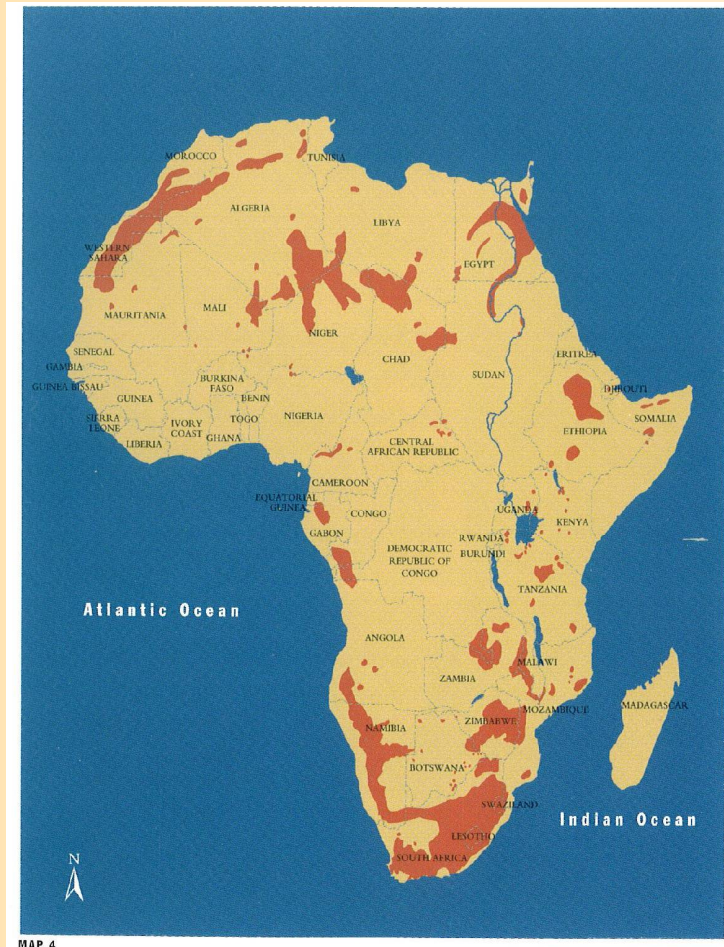 MOROCCO
TUNISIA
ALGERIA
LIBYA
WESTERN
SAHARA
EGYPT
MAURITANIA
MALI
NIGER
CHAD
SUDAN
ERITREA
SENEGAL
GAMBIA
GUINEA BISSAU
GUINEA
BURKINA
FASO
BENIN
DJIBOUTI
SIERRA
LEONE
IVORY
COAST
TOGO
NIGERIA
SOMALIA
LIBERIA
GHANA
ETHIOPIA
CENTRAL
AFRICAN REPUBLIC
CAMEROON
EQUATORIAL
GUINEA
CONGO
UGANDA
KENYA
GABON
RWANDA
BURUNDI
DEMOCRATIC
REPUBLIC OF
CONGO
TANZANIA
Atlantic Ocean
ANGOLA
MALAWI
ZAMBIA
MOZAMBIQUE
MADAGASCAR
NAMIBIA
ZIMBABWE
BOTSWANA
SWAZILAND
Indian Ocean
LESOTHO
SOUTH AFRICA
N
MAP 4